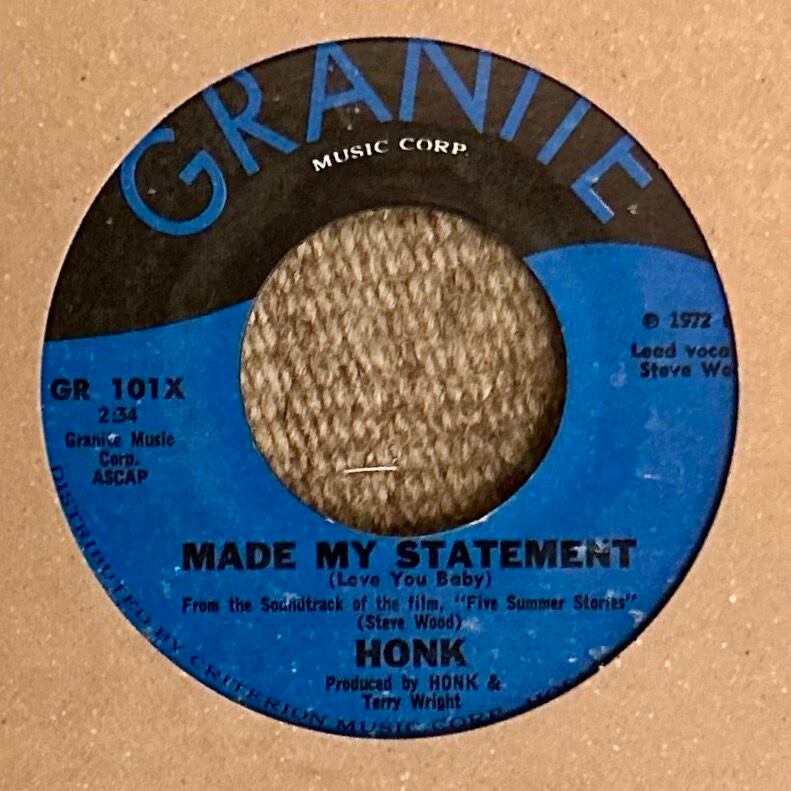 GRANITE
MUSIC CORP.
℗ 1972
Lead voca
Steve Wo
GR 101X
2:34
Granite Music
Corp.
ASCAP
MADE MY STATEMENT
(Love You Baby)
From the Soundtrack of the film, "Five Summer Stories"
(Steve Wood)
HONK
Produced by HONK &
Terry Wright
DISTRIBUTED BY CRITERION MUSIC CORP.